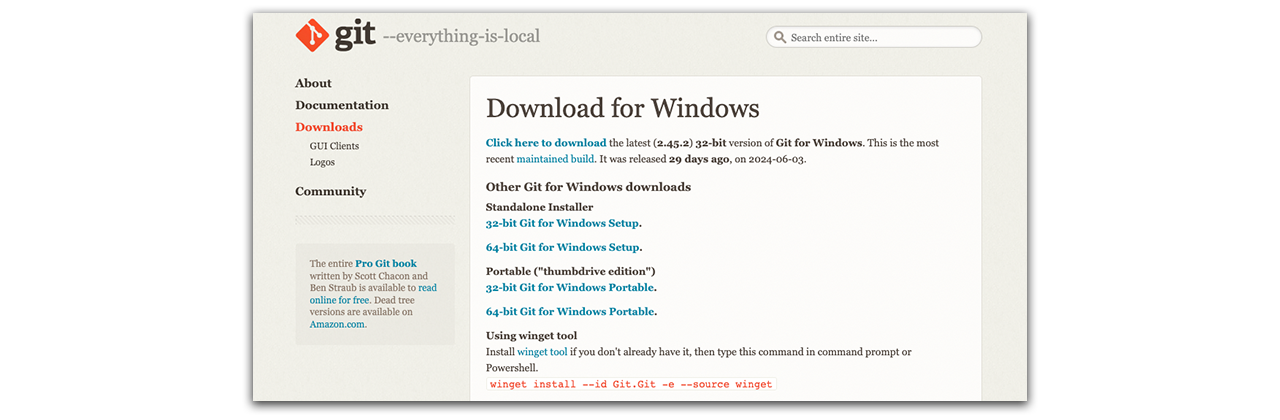 git --everything-is-local
Search entire site...
About
Documentation
Downloads
GUI Clients
Logos
Community
The entire Pro Git book
written by Scott Chacon and
Ben Straub is available to read
online for free. Dead tree
versions are available on
Amazon.com.
Download for Windows
Click here to download the latest (2.45.2) 32-bit version of Git for Windows. This is the most
recent maintained build. It was released 29 days ago, on 2024-06-03.
Other Git for Windows downloads
Standalone Installer
32-bit Git for Windows Setup.
64-bit Git for Windows Setup.
Portable ("thumbdrive edition")
32-bit Git for Windows Portable.
64-bit Git for Windows Portable.
Using winget tool
Install winget tool if you don't already have it, then type this command in command prompt or
Powershell.
winget install --id Git.Git -e --source winget